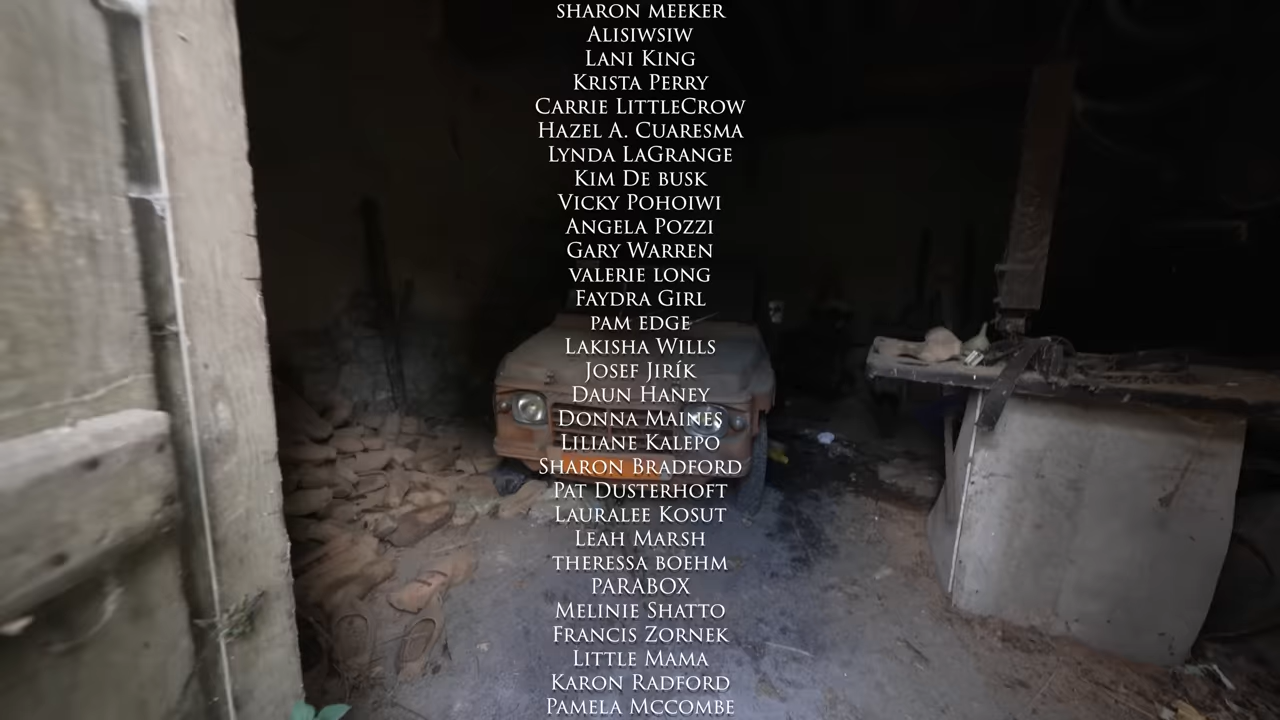 SHARON MEEKER
ALISIWSIW
LANI KING
KRISTA PERRY
CARRIE LITTLECROW
HAZEL A. CUARESMA
LYNDA LAGRANGE
KIM DE BUSK
VICKY POHOIWI
ANGELA POZZI
GARY WARREN
VALERIE LONG
FAYDRA GIRL
PAM EDGE
LAKISHA WILLS
JOSEF JIRÍK
DAUN HANEY
DONNA MAINES
LILIANE KALEPO
SHARON BRADFORD
PAT DUSTERHOFT
LAURALEE KOSUT
LEAH MARSH
THERESSA BOEHM
PARABOX
MELINIE SHATTO
FRANCIS ZORNEK
LITTLE MAMA
KARON RADFORD
PAMELA MCCOMBE